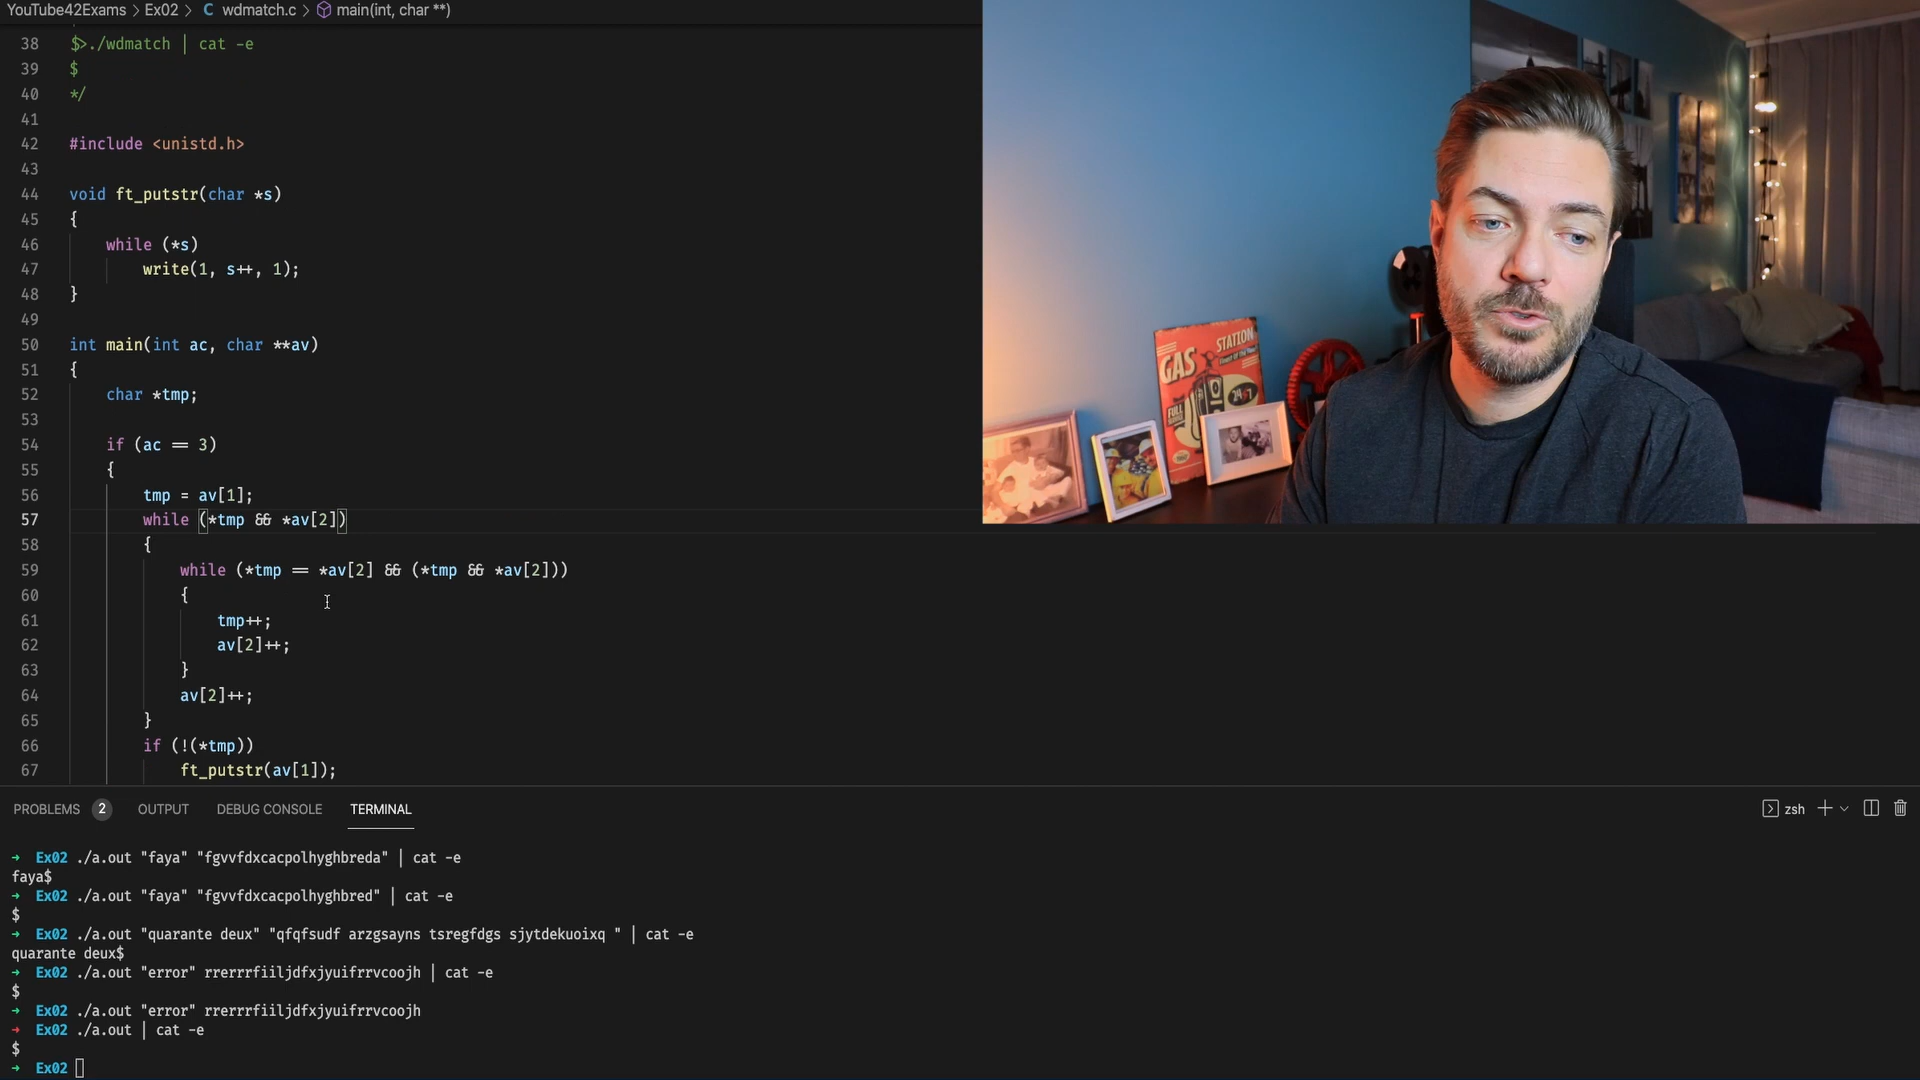 YouTube42Exams > Ex02 > C wdmatch.c > main(int, char **)
38 $>./wdmatch | cat -e
39 $
40 */
41
42 #include <unistd.h>
43
44 void ft_putstr(char *s)
45 {
46 while (*s)
47 write(1, s++, 1);
48 }
49
50 int main(int ac, char **av)
51 {
52 char *tmp;
53
54 if (ac == 3)
55 {
56 tmp = av[1];
57 while (*tmp && *av[2])
58 {
59 while (*tmp == *av[2] && (*tmp && *av[2]))
60 {
61 tmp++;
62 av[2]++;
63 }
64 av[2]++;
65 }
66 if (!(*tmp))
67 ft_putstr(av[1]);
GAS
STATION
FULL
24-7
PROBLEMS 2 OUTPUT DEBUG CONSOLE TERMINAL zsh
→ Ex02 ./a.out "faya" "fgvvfdxcacpolhyghbreda" | cat -e
faya$
→ Ex02 ./a.out "faya" "fgvvfdxcacpolhyghbred" | cat -e
$
→ Ex02 ./a.out "quarante deux" "qfqfsudf arzgsayns tsregfdgs sjytdekuoixq " | cat -e
quarante deux$
→ Ex02 ./a.out "error" rrerrrfiiljdfxjyuifrrvcoojh | cat -e
$
→ Ex02 ./a.out "error" rrerrrfiiljdfxjyuifrrvcoojh
→ Ex02 ./a.out | cat -e
$
→ Ex02